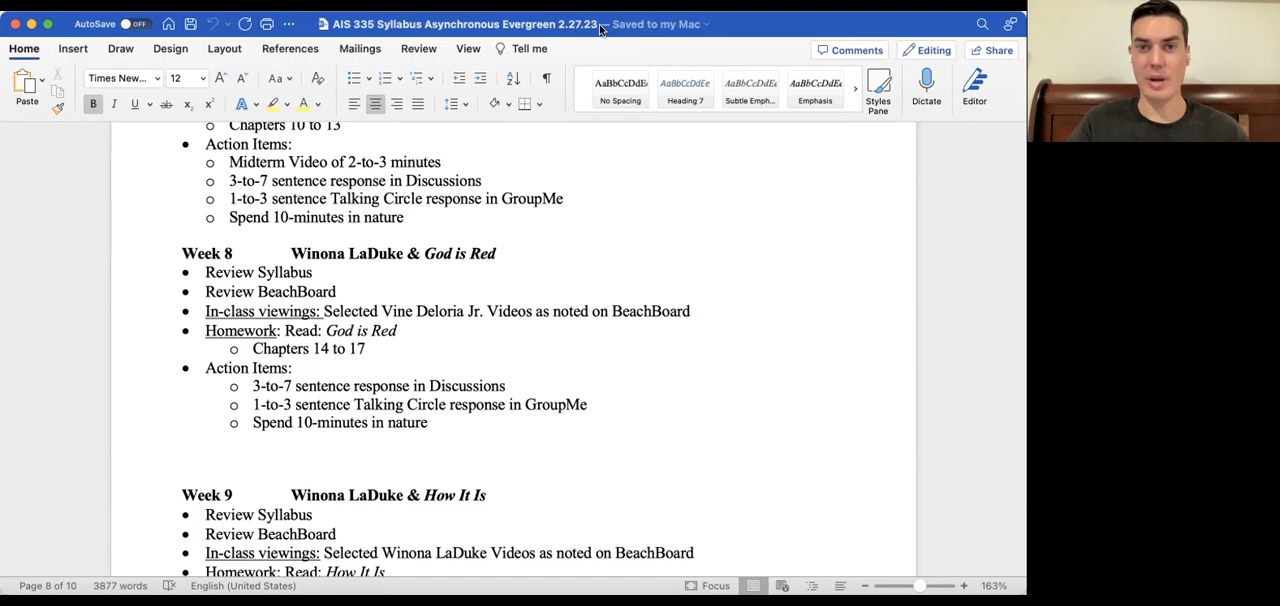 AutoSave OFF
AIS 335 Syllabus Asynchronous Evergreen 2.27.23 — Saved to my Mac
Home Insert Draw Design Layout References Mailings Review View Tell me
Comments Editing Share
Paste
Times New... 12
AaBbCcDdE AaBbCcDdEe AaBbCcDdE AaBbCcDdE
No Spacing Heading 7 Subtle Emph... Emphasis
Styles Pane
Dictate
Editor
Chapters 10 to 13
Action Items:
Midterm Video of 2-to-3 minutes
3-to-7 sentence response in Discussions
1-to-3 sentence Talking Circle response in GroupMe
Spend 10-minutes in nature
Week 8 Winona LaDuke & God is Red
Review Syllabus
Review BeachBoard
In-class viewings: Selected Vine Deloria Jr. Videos as noted on BeachBoard
Homework: Read: God is Red
Chapters 14 to 17
Action Items:
3-to-7 sentence response in Discussions
1-to-3 sentence Talking Circle response in GroupMe
Spend 10-minutes in nature
Week 9 Winona LaDuke & How It Is
Review Syllabus
Review BeachBoard
In-class viewings: Selected Winona LaDuke Videos as noted on BeachBoard
Homework: Read: How It Is
Page 8 of 10 3877 words English (United States) Focus 163%